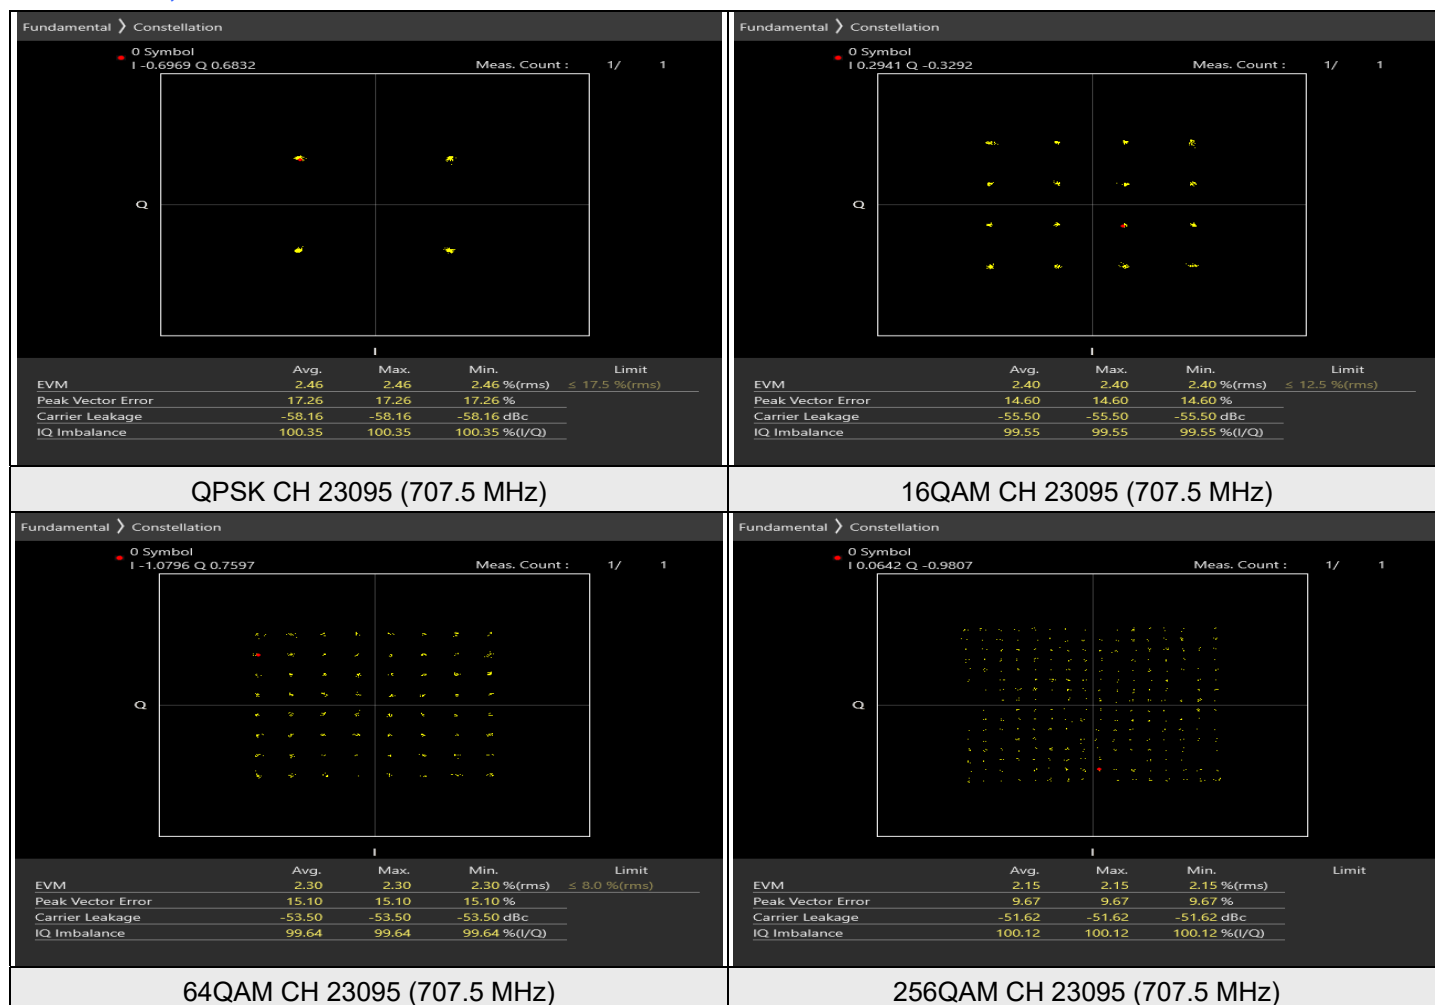 Fundamental ❯ Constellation
0 Symbol
I -0.6969 Q 0.6832
Meas. Count : 1/ 1
Q
I
Avg. Max. Min. Limit
EVM 2.46 2.46 2.46 %(rms) ≤ 17.5 %(rms)
Peak Vector Error 17.26 17.26 17.26 %
Carrier Leakage -58.16 -58.16 -58.16 dBc
IQ Imbalance 100.35 100.35 100.35 %(I/Q)
QPSK CH 23095 (707.5 MHz)
Fundamental ❯ Constellation
0 Symbol
I 0.2941 Q -0.3292
Meas. Count : 1/ 1
Q
I
Avg. Max. Min. Limit
EVM 2.40 2.40 2.40 %(rms) ≤ 12.5 %(rms)
Peak Vector Error 14.60 14.60 14.60 %
Carrier Leakage -55.50 -55.50 -55.50 dBc
IQ Imbalance 99.55 99.55 99.55 %(I/Q)
16QAM CH 23095 (707.5 MHz)
Fundamental ❯ Constellation
0 Symbol
I -1.0796 Q 0.7597
Meas. Count : 1/ 1
Q
I
Avg. Max. Min. Limit
EVM 2.30 2.30 2.30 %(rms) ≤ 8.0 %(rms)
Peak Vector Error 15.10 15.10 15.10 %
Carrier Leakage -53.50 -53.50 -53.50 dBc
IQ Imbalance 99.64 99.64 99.64 %(I/Q)
64QAM CH 23095 (707.5 MHz)
Fundamental ❯ Constellation
0 Symbol
I 0.0642 Q -0.9807
Meas. Count : 1/ 1
Q
I
Avg. Max. Min. Limit
EVM 2.15 2.15 2.15 %(rms)
Peak Vector Error 9.67 9.67 9.67 %
Carrier Leakage -51.62 -51.62 -51.62 dBc
IQ Imbalance 100.12 100.12 100.12 %(I/Q)
256QAM CH 23095 (707.5 MHz)